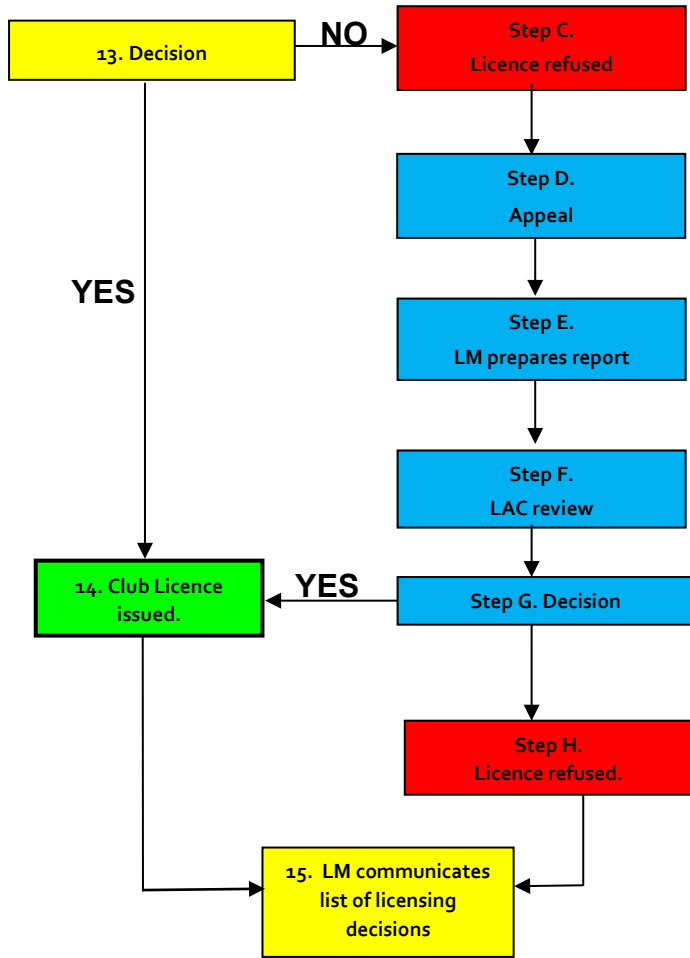 13. Decision
NO
Step C.
Licence refused
Step D.
Appeal
YES
Step E.
LM prepares report
Step F.
LAC review
14. Club Licence
issued.
YES
Step G. Decision
Step H.
Licence refused.
15. LM communicates
list of licensing
decisions